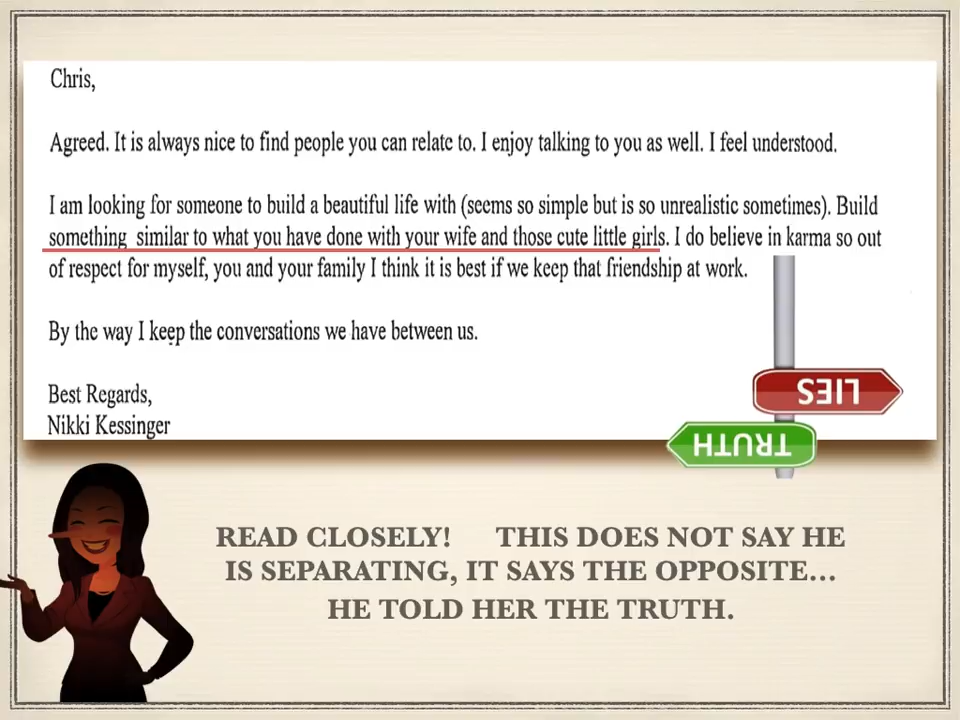 Chris,
Agreed. It is always nice to find people you can relate to. I enjoy talking to you as well. I feel understood.
I am looking for someone to build a beautiful life with (seems so simple but is so unrealistic sometimes). Build
something similar to what you have done with your wife and those cute little girls. I do believe in karma so out
of respect for myself, you and your family I think it is best if we keep that friendship at work.
By the way I keep the conversations we have between us.
Best Regards,
Nikki Kessinger
LIES
TRUTH
READ CLOSELY! THIS DOES NOT SAY HE
IS SEPARATING, IT SAYS THE OPPOSITE...
HE TOLD HER THE TRUTH.